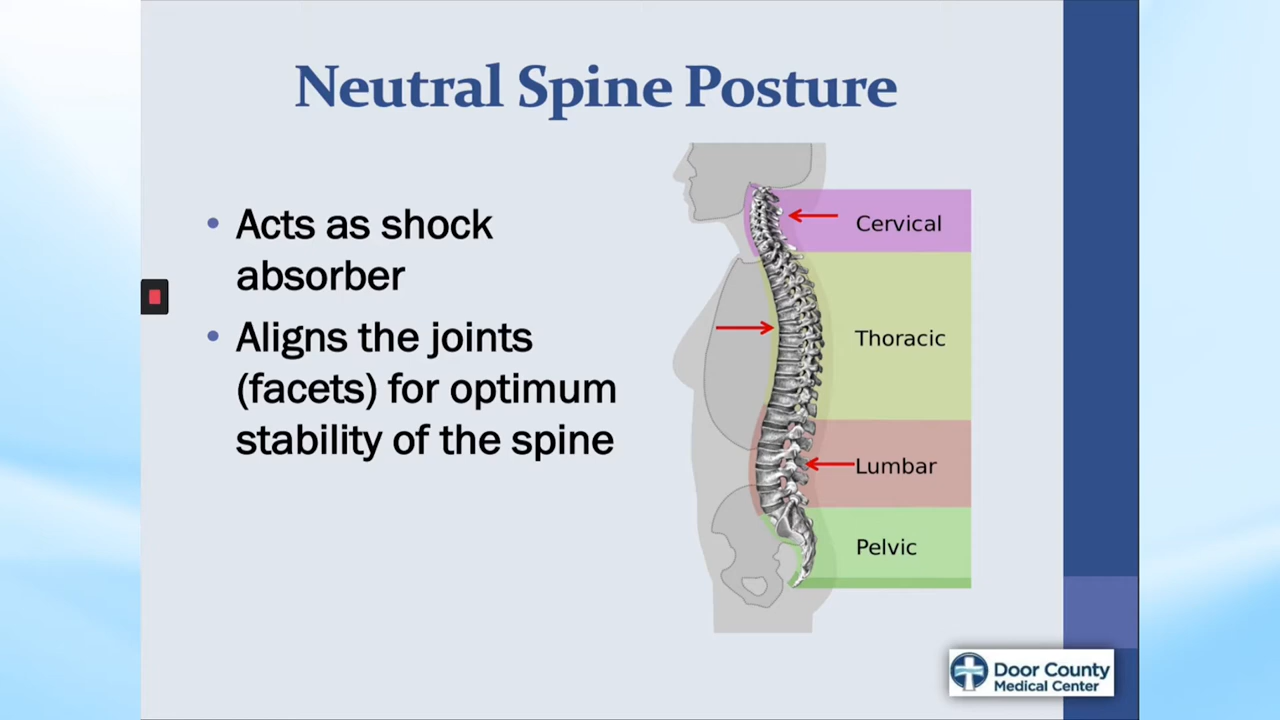 Neutral Spine Posture
• Acts as shock
absorber
• Aligns the joints
(facets) for optimum
stability of the spine
Cervical
Thoracic
Lumbar
Pelvic
Door County
Medical Center